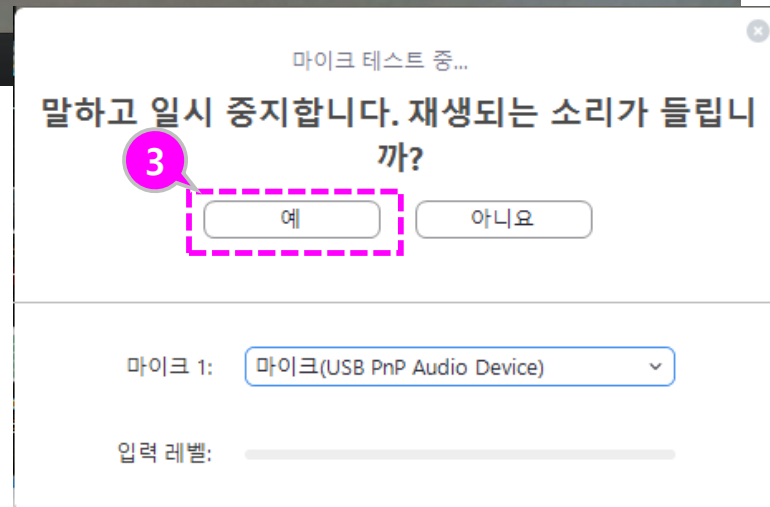 마이크 테스트 중...
말하고 일시 중지합니다. 재생되는 소리가 들립니
까?
3
예 아니요
마이크 1: 마이크(USB PnP Audio Device)
입력 레벨: